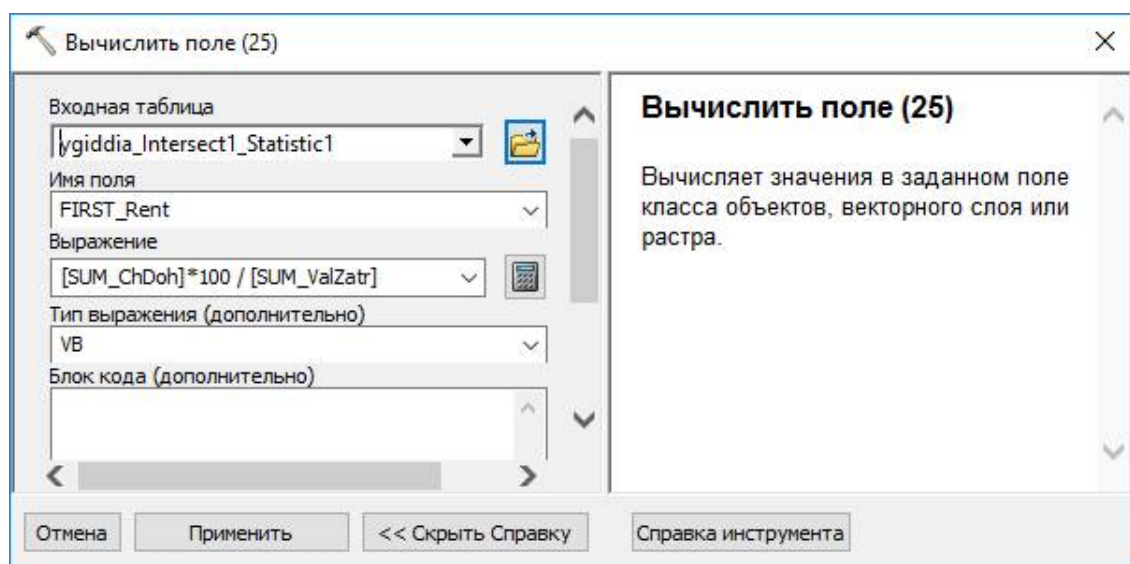 Вычислить поле (25)
Входная таблица
ygiddia_Intersect1_Statistic1
Имя поля
FIRST_Rent
Выражение
[SUM_ChDoh]*100 / [SUM_ValZatr]
Тип выражения (дополнительно)
VB
Блок кода (дополнительно)
Вычислить поле (25)
Вычисляет значения в заданном поле
класса объектов, векторного слоя или
растра.
Отмена
Применить
<< Скрыть Справку
Справка инструмента